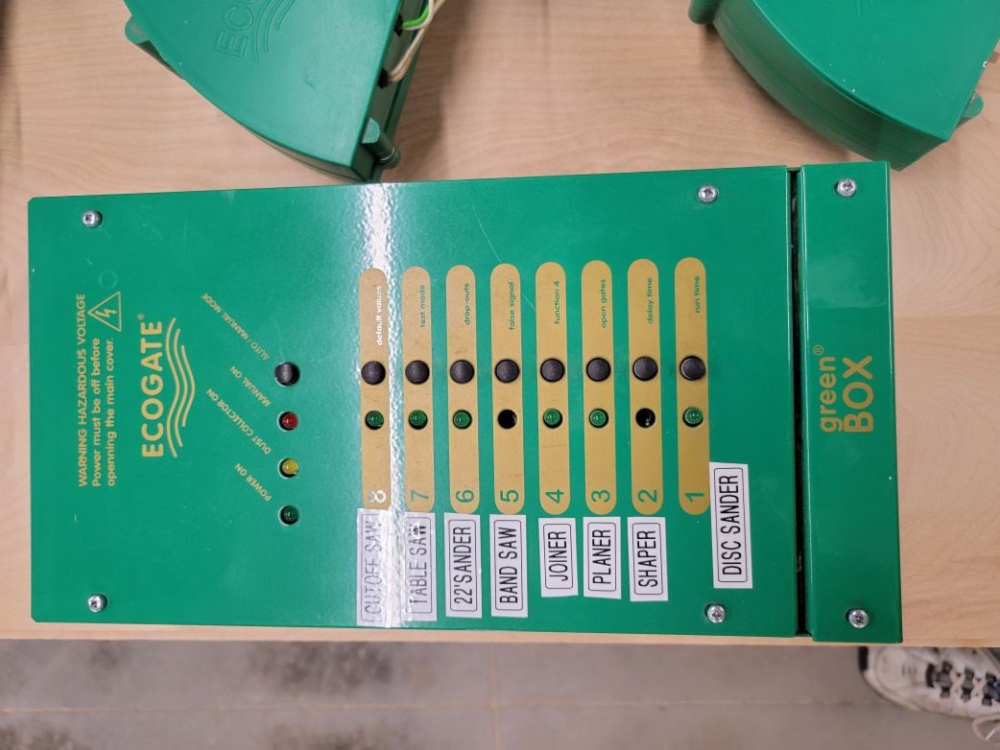 WARNING HAZARDOUS VOLTAGE
Power must be off before
openning the main cover.
ECOGATE®
POWER ON
DUST COLLECTOR ON
MANUAL ON
AUTO / MANUAL MODE
CUTOFF SAW 8 default values
TABLE SAW 7 test mode
22'SANDER 6 drop-outs
BAND SAW 5 false signal
JOINER 4 function 4
PLANER 3 open gates
SHAPER 2 delay time
1 run time
DISC SANDER
green®
BOX
ECO